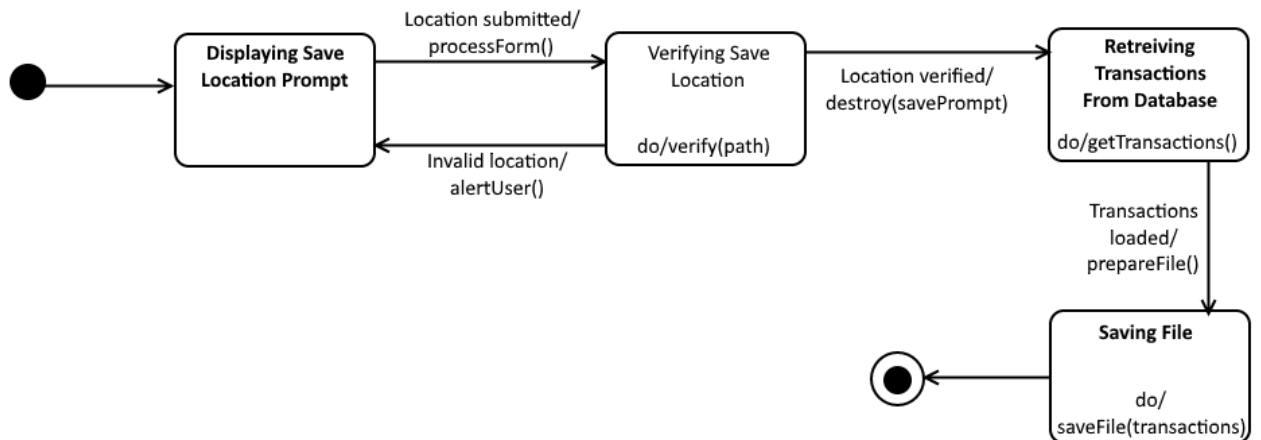 Displaying Save
Location Prompt
Location submitted/
processForm()
Invalid location/
alertUser()
Verifying Save
Location
do/verify(path)
Location verified/
destroy(savePrompt)
Retreiving
Transactions
From Database
do/getTransactions()
Transactions
loaded/
prepareFile()
Saving File
do/
saveFile(transactions)